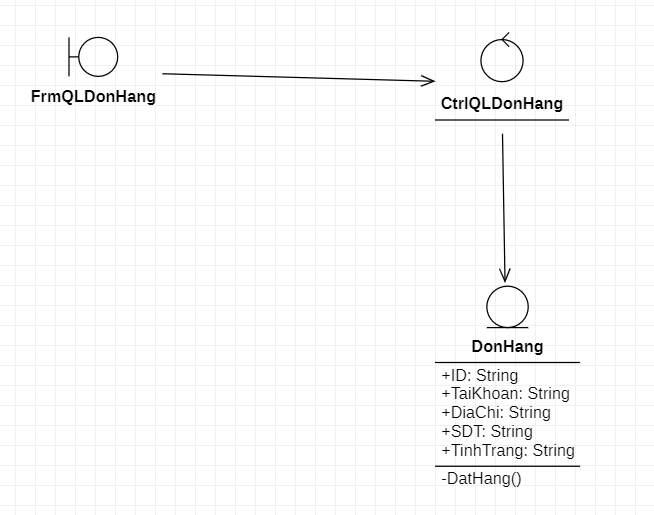 FrmQLDonHang
CtrlQLDonHang
DonHang
+ID: String
+TaiKhoan: String
+DiaChi: String
+SDT: String
+TinhTrang: String
-DatHang()